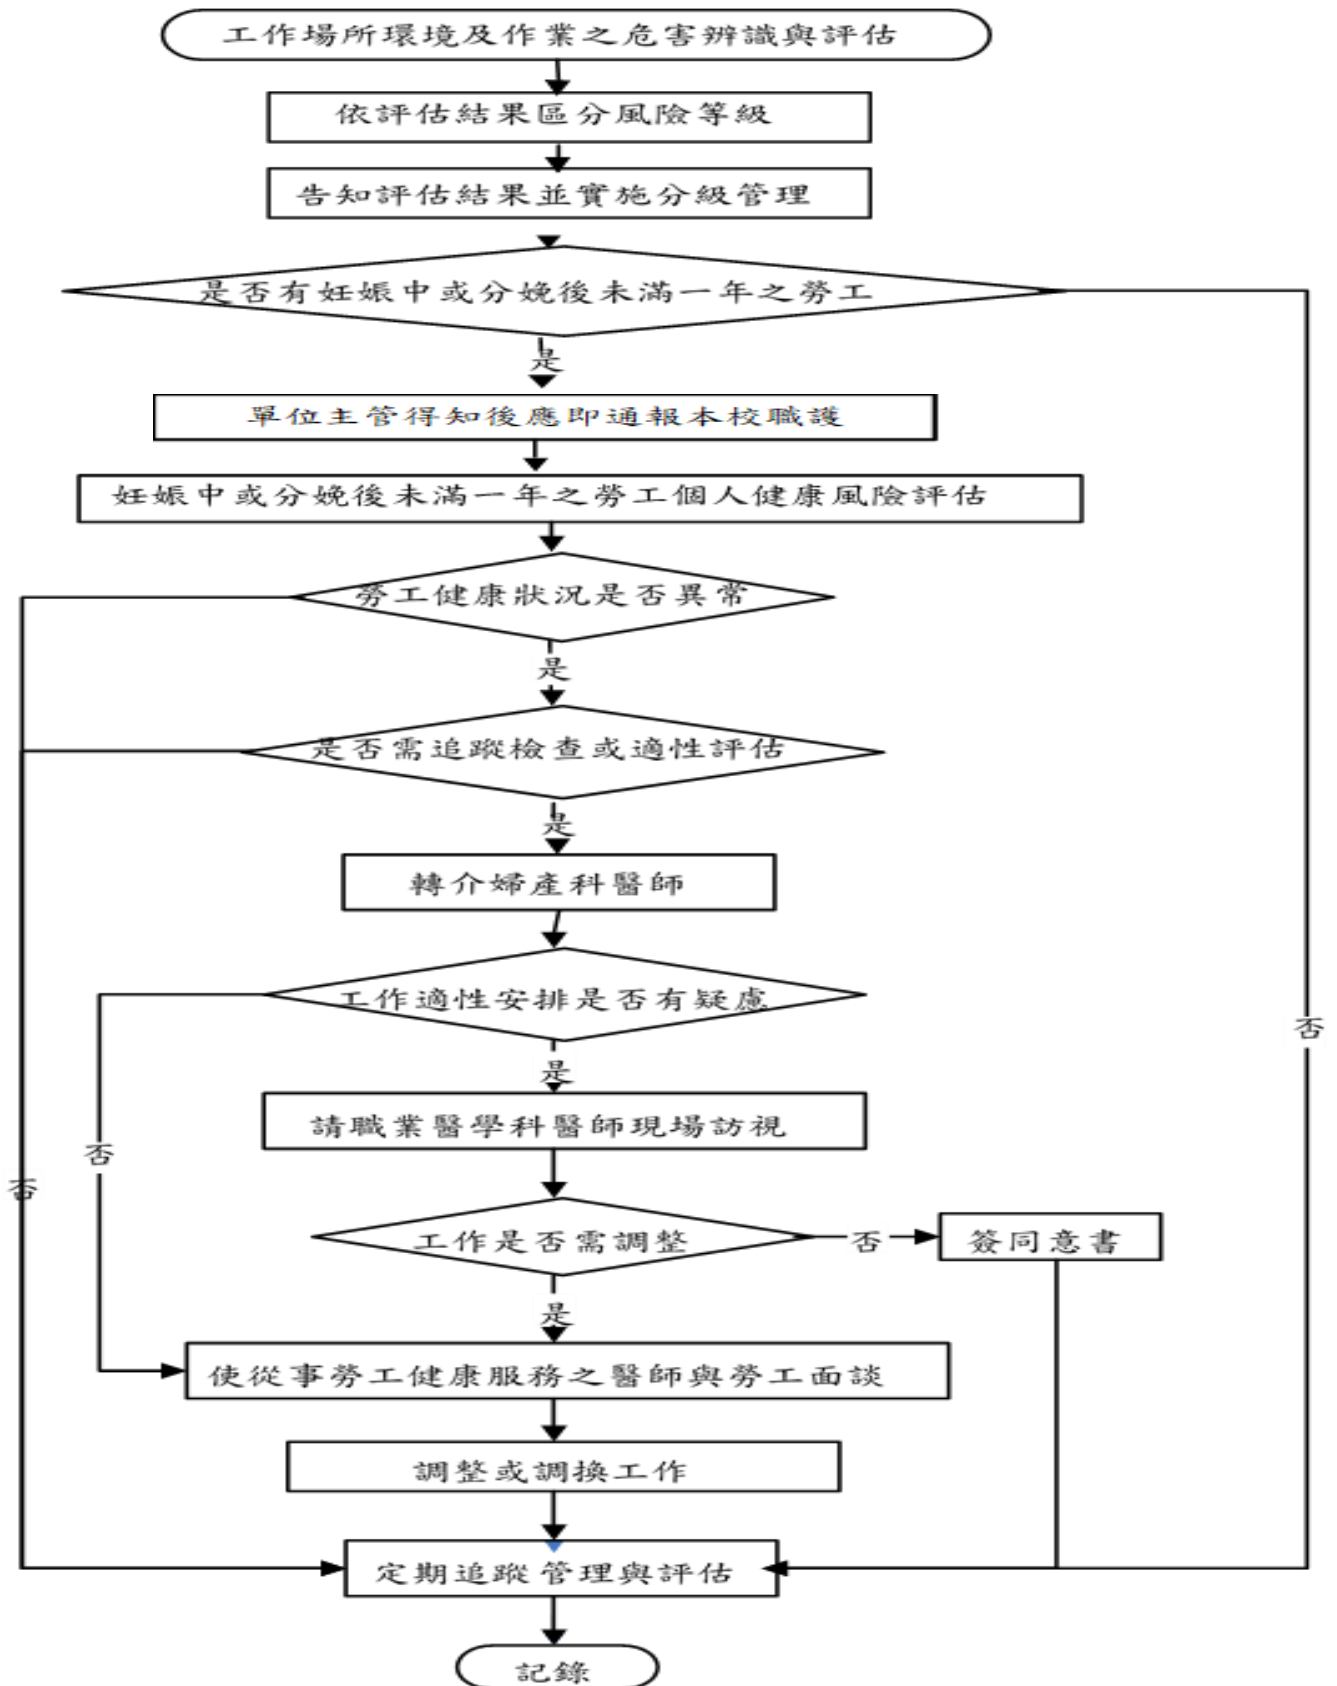 工作場所環境及作業之危害辨識與評估
依評估結果區分風險等級
告知評估結果並實施分級管理
是否有妊娠中或分娩後未滿一年之勞工
是
單位主管得知後應即通報本校職護
妊娠中或分娩後未滿一年之勞工個人健康風險評估
勞工健康狀況是否異常
是
是否需追蹤檢查或適性評估
是
轉介婦產科醫師
工作適性安排是否有疑慮
否
是
請職業醫學科醫師現場訪視
否
否
工作是否需調整
否
簽同意書
是
使從事勞工健康服務之醫師與勞工面談
調整或調換工作
定期追蹤管理與評估
記錄